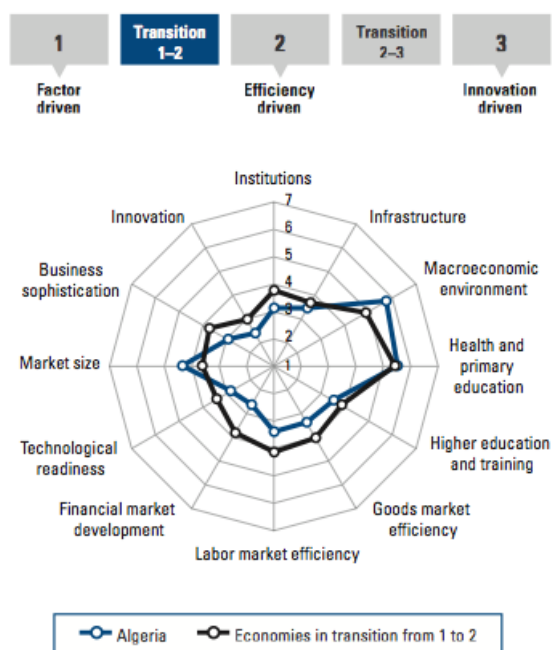 1
Transition
1–2
2
Transition
2–3
3
Factor
driven
Efficiency
driven
Innovation
driven
Institutions
Innovation
Infrastructure
Business
sophistication
Macroeconomic
environment
Market size
Health and
primary
education
Technological
readiness
Higher education
and training
Financial market
development
Goods market
efficiency
Labor market efficiency
7
6
5
4
3
2
1
Algeria
Economies in transition from 1 to 2